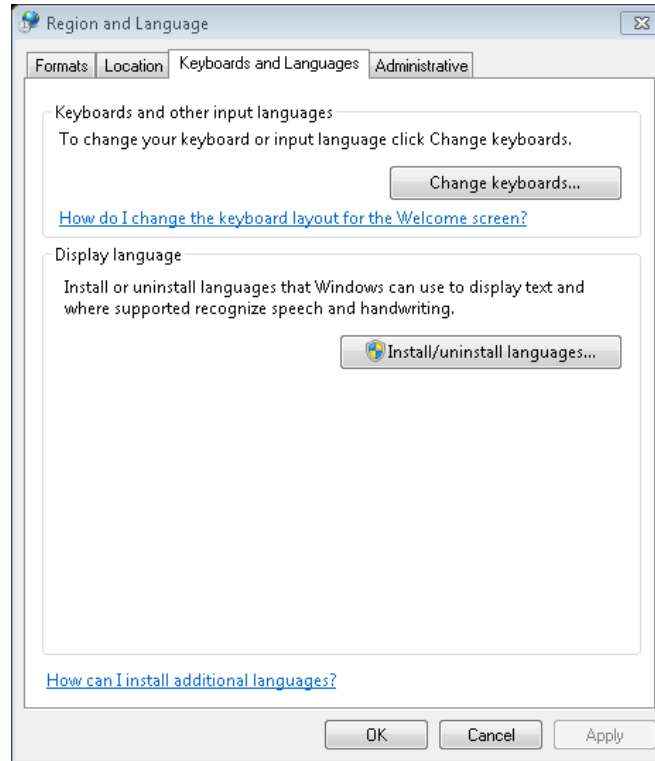 Region and Language
Formats Location Keyboards and Languages Administrative
Keyboards and other input languages
To change your keyboard or input language click Change keyboards.
Change keyboards...
How do I change the keyboard layout for the Welcome screen?
Display language
Install or uninstall languages that Windows can use to display text and
where supported recognize speech and handwriting.
Install/uninstall languages...
How can I install additional languages?
OK Cancel Apply